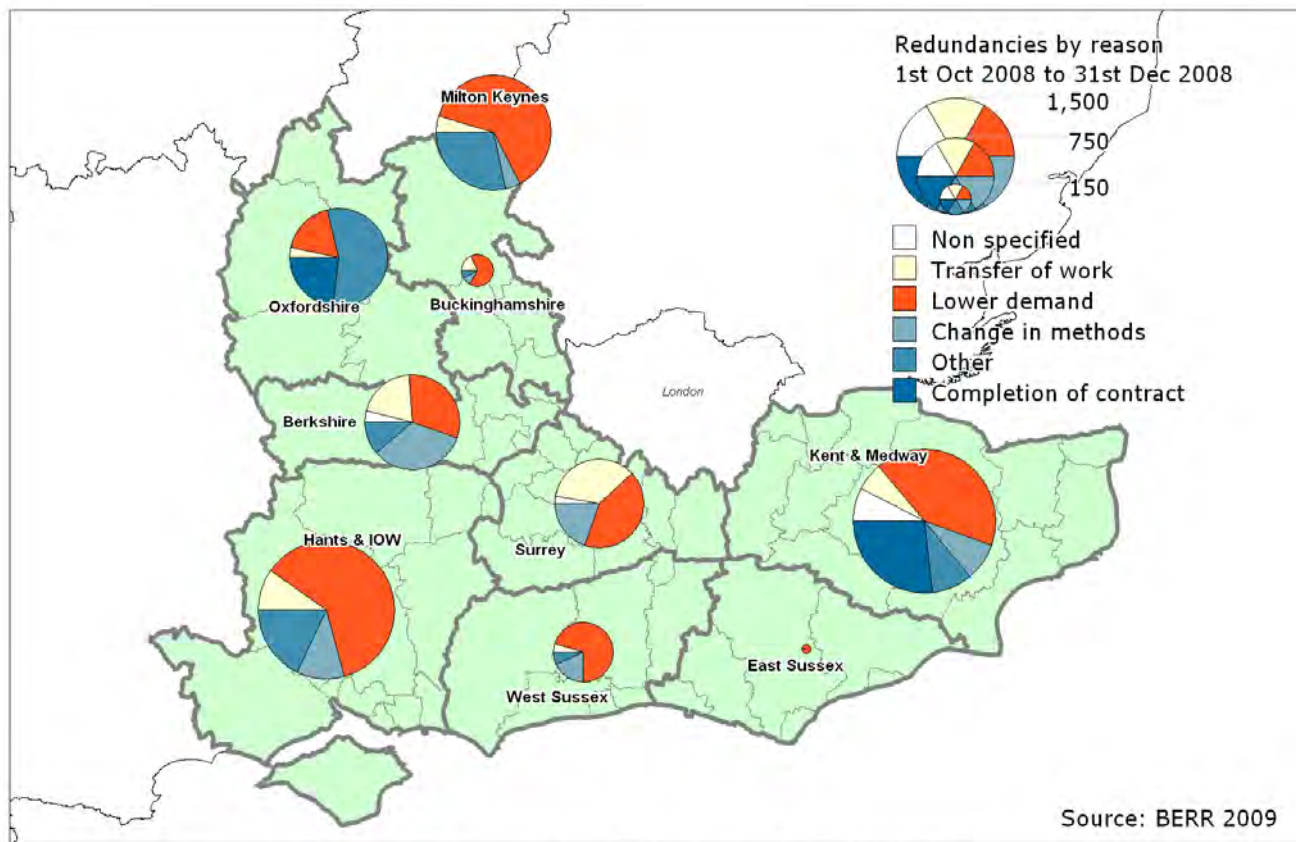 Redundancies by reason
1st Oct 2008 to 31st Dec 2008
1,500
750
150
Non specified
Transfer of work
Lower demand
Change in methods
Other
Completion of contract
Milton Keynes
Oxfordshire
Buckinghamshire
London
Berkshire
Kent & Medway
Hants & IOW
Surrey
West Sussex
East Sussex
Source: BERR 2009